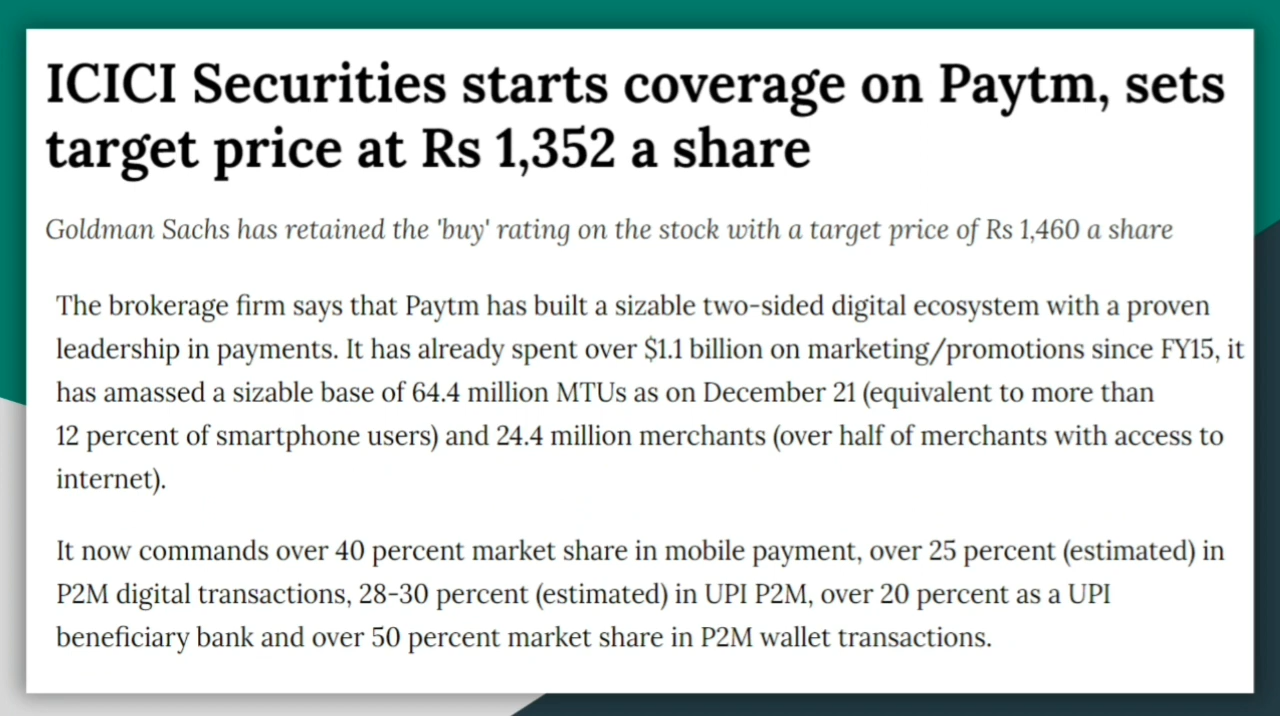 ICICI Securities starts coverage on Paytm, sets
target price at Rs 1,352 a share
Goldman Sachs has retained the 'buy' rating on the stock with a target price of Rs 1,460 a share
The brokerage firm says that Paytm has built a sizable two-sided digital ecosystem with a proven
leadership in payments. It has already spent over $1.1 billion on marketing/promotions since FY15, it
has amassed a sizable base of 64.4 million MTUs as on December 21 (equivalent to more than
12 percent of smartphone users) and 24.4 million merchants (over half of merchants with access to
internet).
It now commands over 40 percent market share in mobile payment, over 25 percent (estimated) in
P2M digital transactions, 28-30 percent (estimated) in UPI P2M, over 20 percent as a UPI
beneficiary bank and over 50 percent market share in P2M wallet transactions.